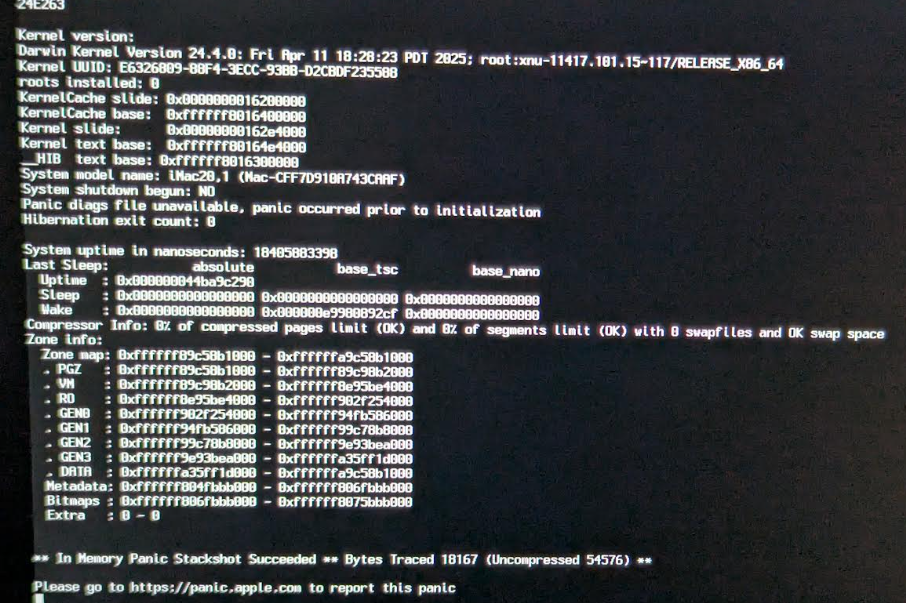 24E263
Kernel version:
Darwin Kernel Version 24.4.0: Fri Apr 11 18:28:23 PDT 2025; root:xnu-11417.101.15~117/RELEASE_X86_64
Kernel UUID: E6326809-88F4-3ECC-93BB-D2CBDF235508
roots installed: 0
KernelCache slide: 0x0000000016200000
KernelCache base:  0xffffff8016400000
Kernel slide:      0x00000000162e4000
Kernel text base:  0xffffff80164e4000
__HIB  text base: 0xffffff8016300000
System model name: iMac20,1 (Mac-CFF7D910A743CAAF)
System shutdown begun: NO
Panic diags file unavailable, panic occurred prior to initialization
Hibernation exit count: 0
System uptime in nanoseconds: 18405883398
Last Sleep:           absolute           base_tsc          base_nano
  Uptime  : 0x000000044ba9c298
  Sleep   : 0x0000000000000000 0x0000000000000000 0x0000000000000000
  Wake    : 0x0000000000000000 0x000000e9980892cf 0x0000000000000000
Compressor Info: 0% of compressed pages limit (OK) and 0% of segments limit (OK) with 0 swapfiles and OK swap space
Zone info:
  Zone map: 0xffffff89c58b1000 - 0xffffffa9c58b1000
  . PGZ   : 0xffffff89c58b1000 - 0xffffff89c98b2000
  . VM    : 0xffffff89c98b2000 - 0xffffff8e95be4000
  . RO    : 0xffffff8e95be4000 - 0xffffff902f254000
  . GEN0  : 0xffffff902f254000 - 0xffffff94fb586000
  . GEN1  : 0xffffff94fb586000 - 0xffffff99c78b8000
  . GEN2  : 0xffffff99c78b8000 - 0xffffff9e93bea000
  . GEN3  : 0xffffff9e93bea000 - 0xffffffa35ff1d000
  . DATA  : 0xffffffa35ff1d000 - 0xffffffa9c58b1000
  Metadata: 0xffffff804fbbb000 - 0xffffff806fbbb000
  Bitmaps : 0xffffff806fbbb000 - 0xffffff8075bbb000
  Extra   : 0 - 0
** In Memory Panic Stackshot Succeeded ** Bytes Traced 18167 (Uncompressed 54576) **
Please go to https://panic.apple.com to report this panic